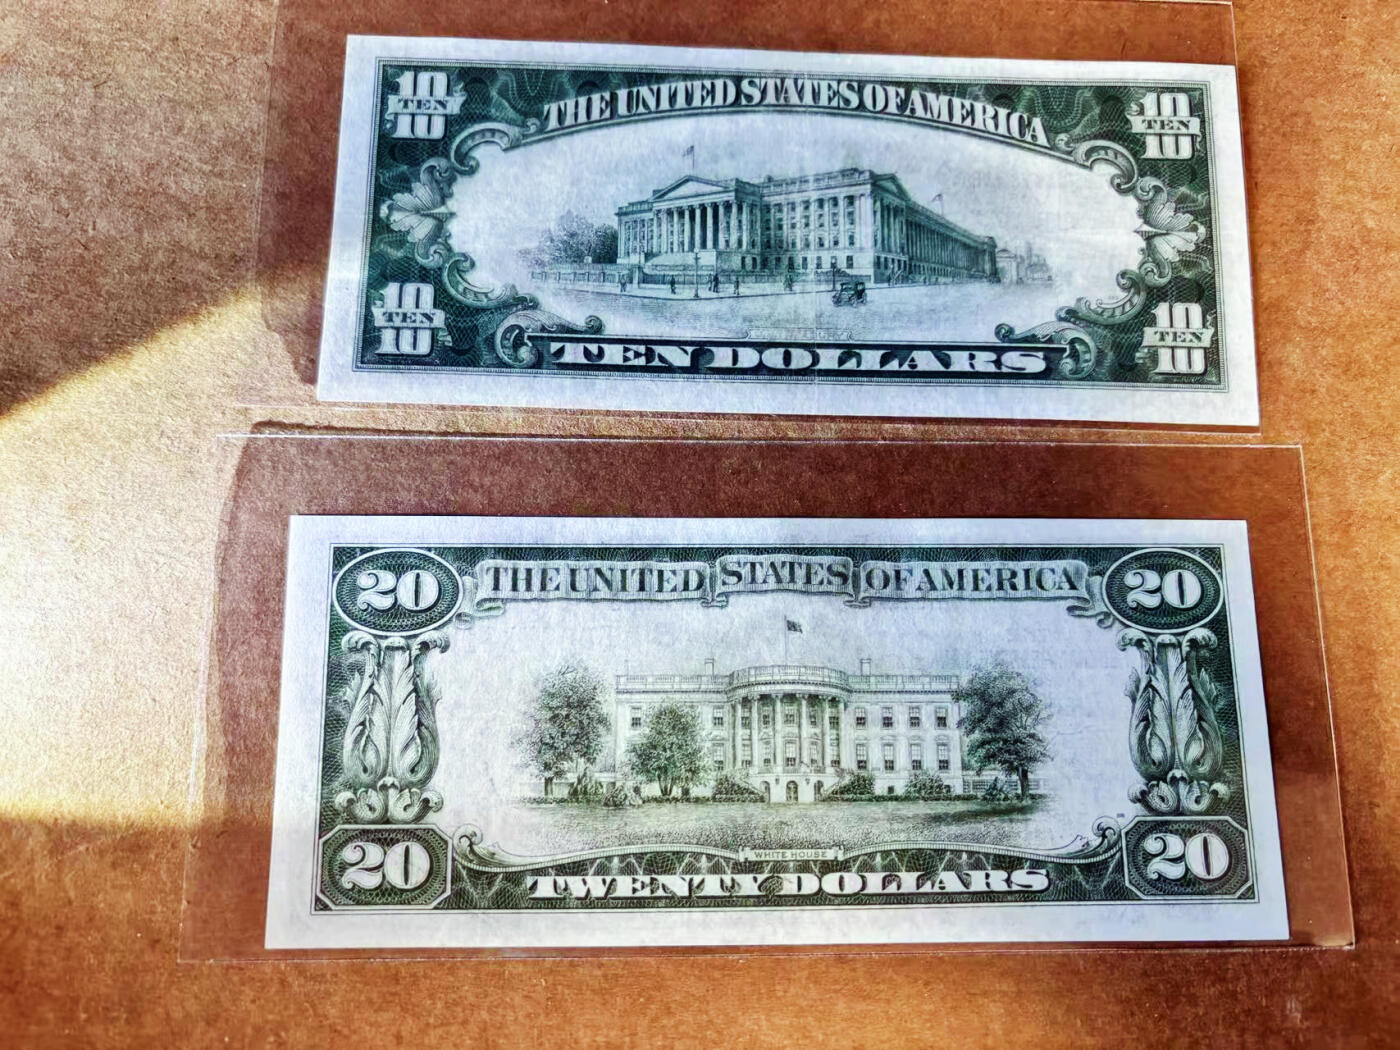 10 TEN 10
THE UNITED STATES OF AMERICA
10 TEN 10
10 TEN 10
TEN DOLLARS
10 TEN 10
20
THE UNITED STATES OF AMERICA
20
WHITE HOUSE
20
TWENTY DOLLARS
20